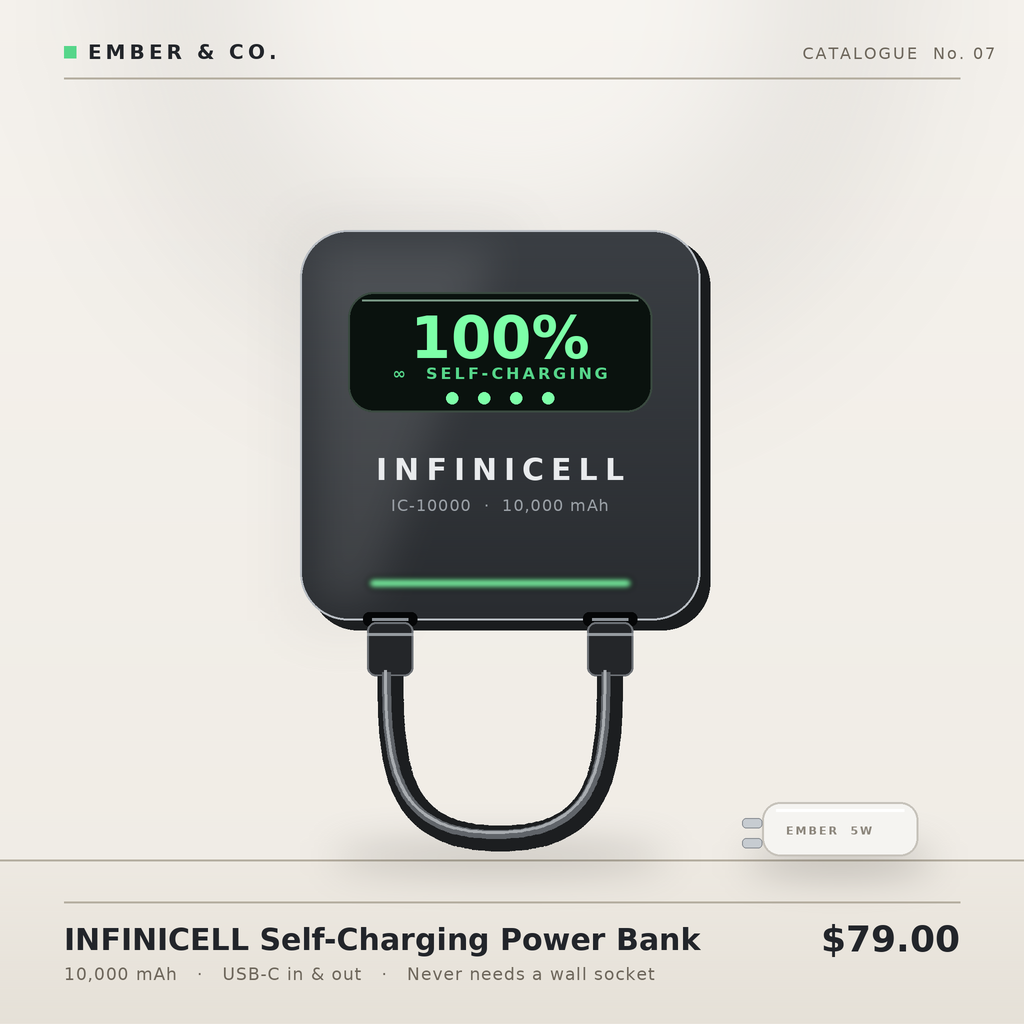 EMBER & CO.
CATALOGUE No. 07
100%
∞ SELF-CHARGING
INFINICELL
IC-10000 · 10,000 mAh
EMBER 5W
INFINICELL Self-Charging Power Bank
$79.00
10,000 mAh · USB-C in & out · Never needs a wall socket